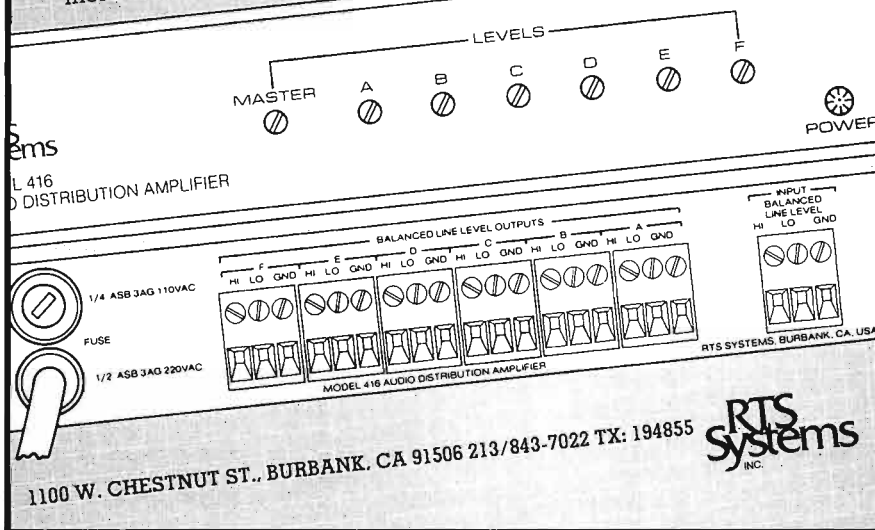 LEVELS
MASTER A B C D E F
POWER
ems
L 416
DISTRIBUTION AMPLIFIER
BALANCED LINE LEVEL OUTPUTS
F E D C B A
HI LO GND HI LO GND HI LO GND HI LO GND HI LO GND HI LO GND
INPUT
BALANCED
LINE LEVEL
HI LO GND
1/4 ASB 3AG 110VAC
FUSE
1/2 ASB 3AG 220VAC
MODEL 416 AUDIO DISTRIBUTION AMPLIFIER
RTS SYSTEMS, BURBANK, CA, USA
1100 W. CHESTNUT ST., BURBANK, CA 91506 213/843-7022 TX: 194855
RTS
Systems
INC.